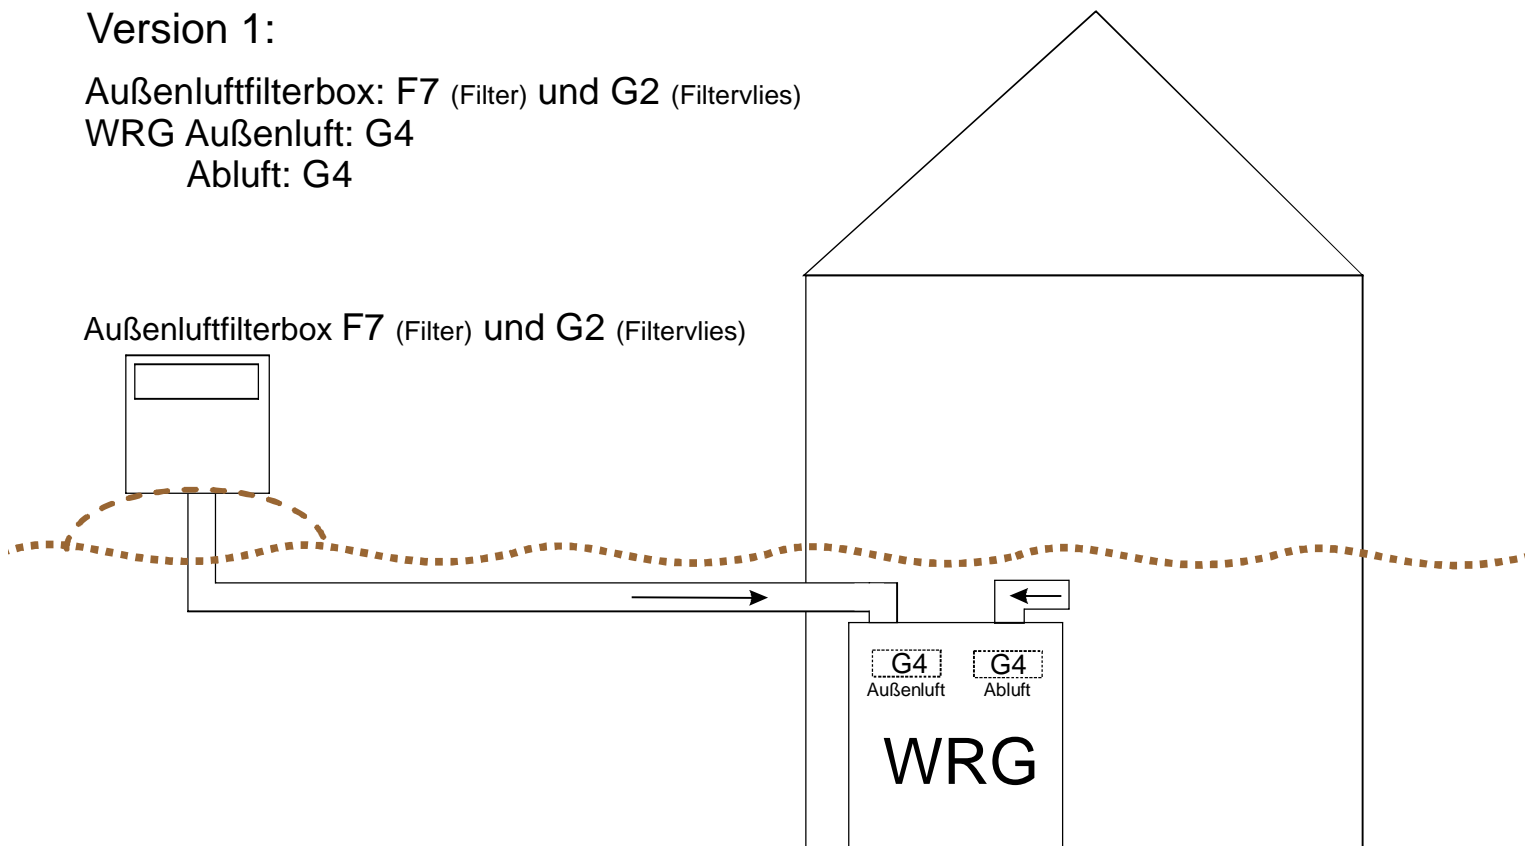 Version 1:
Außenluftfilterbox: F7 (Filter) und G2 (Filtervlies)
WRG Außenluft: G4
Abluft: G4
Außenluftfilterbox F7 (Filter) und G2 (Filtervlies)
G4 G4
Außenluft Abluft
WRG